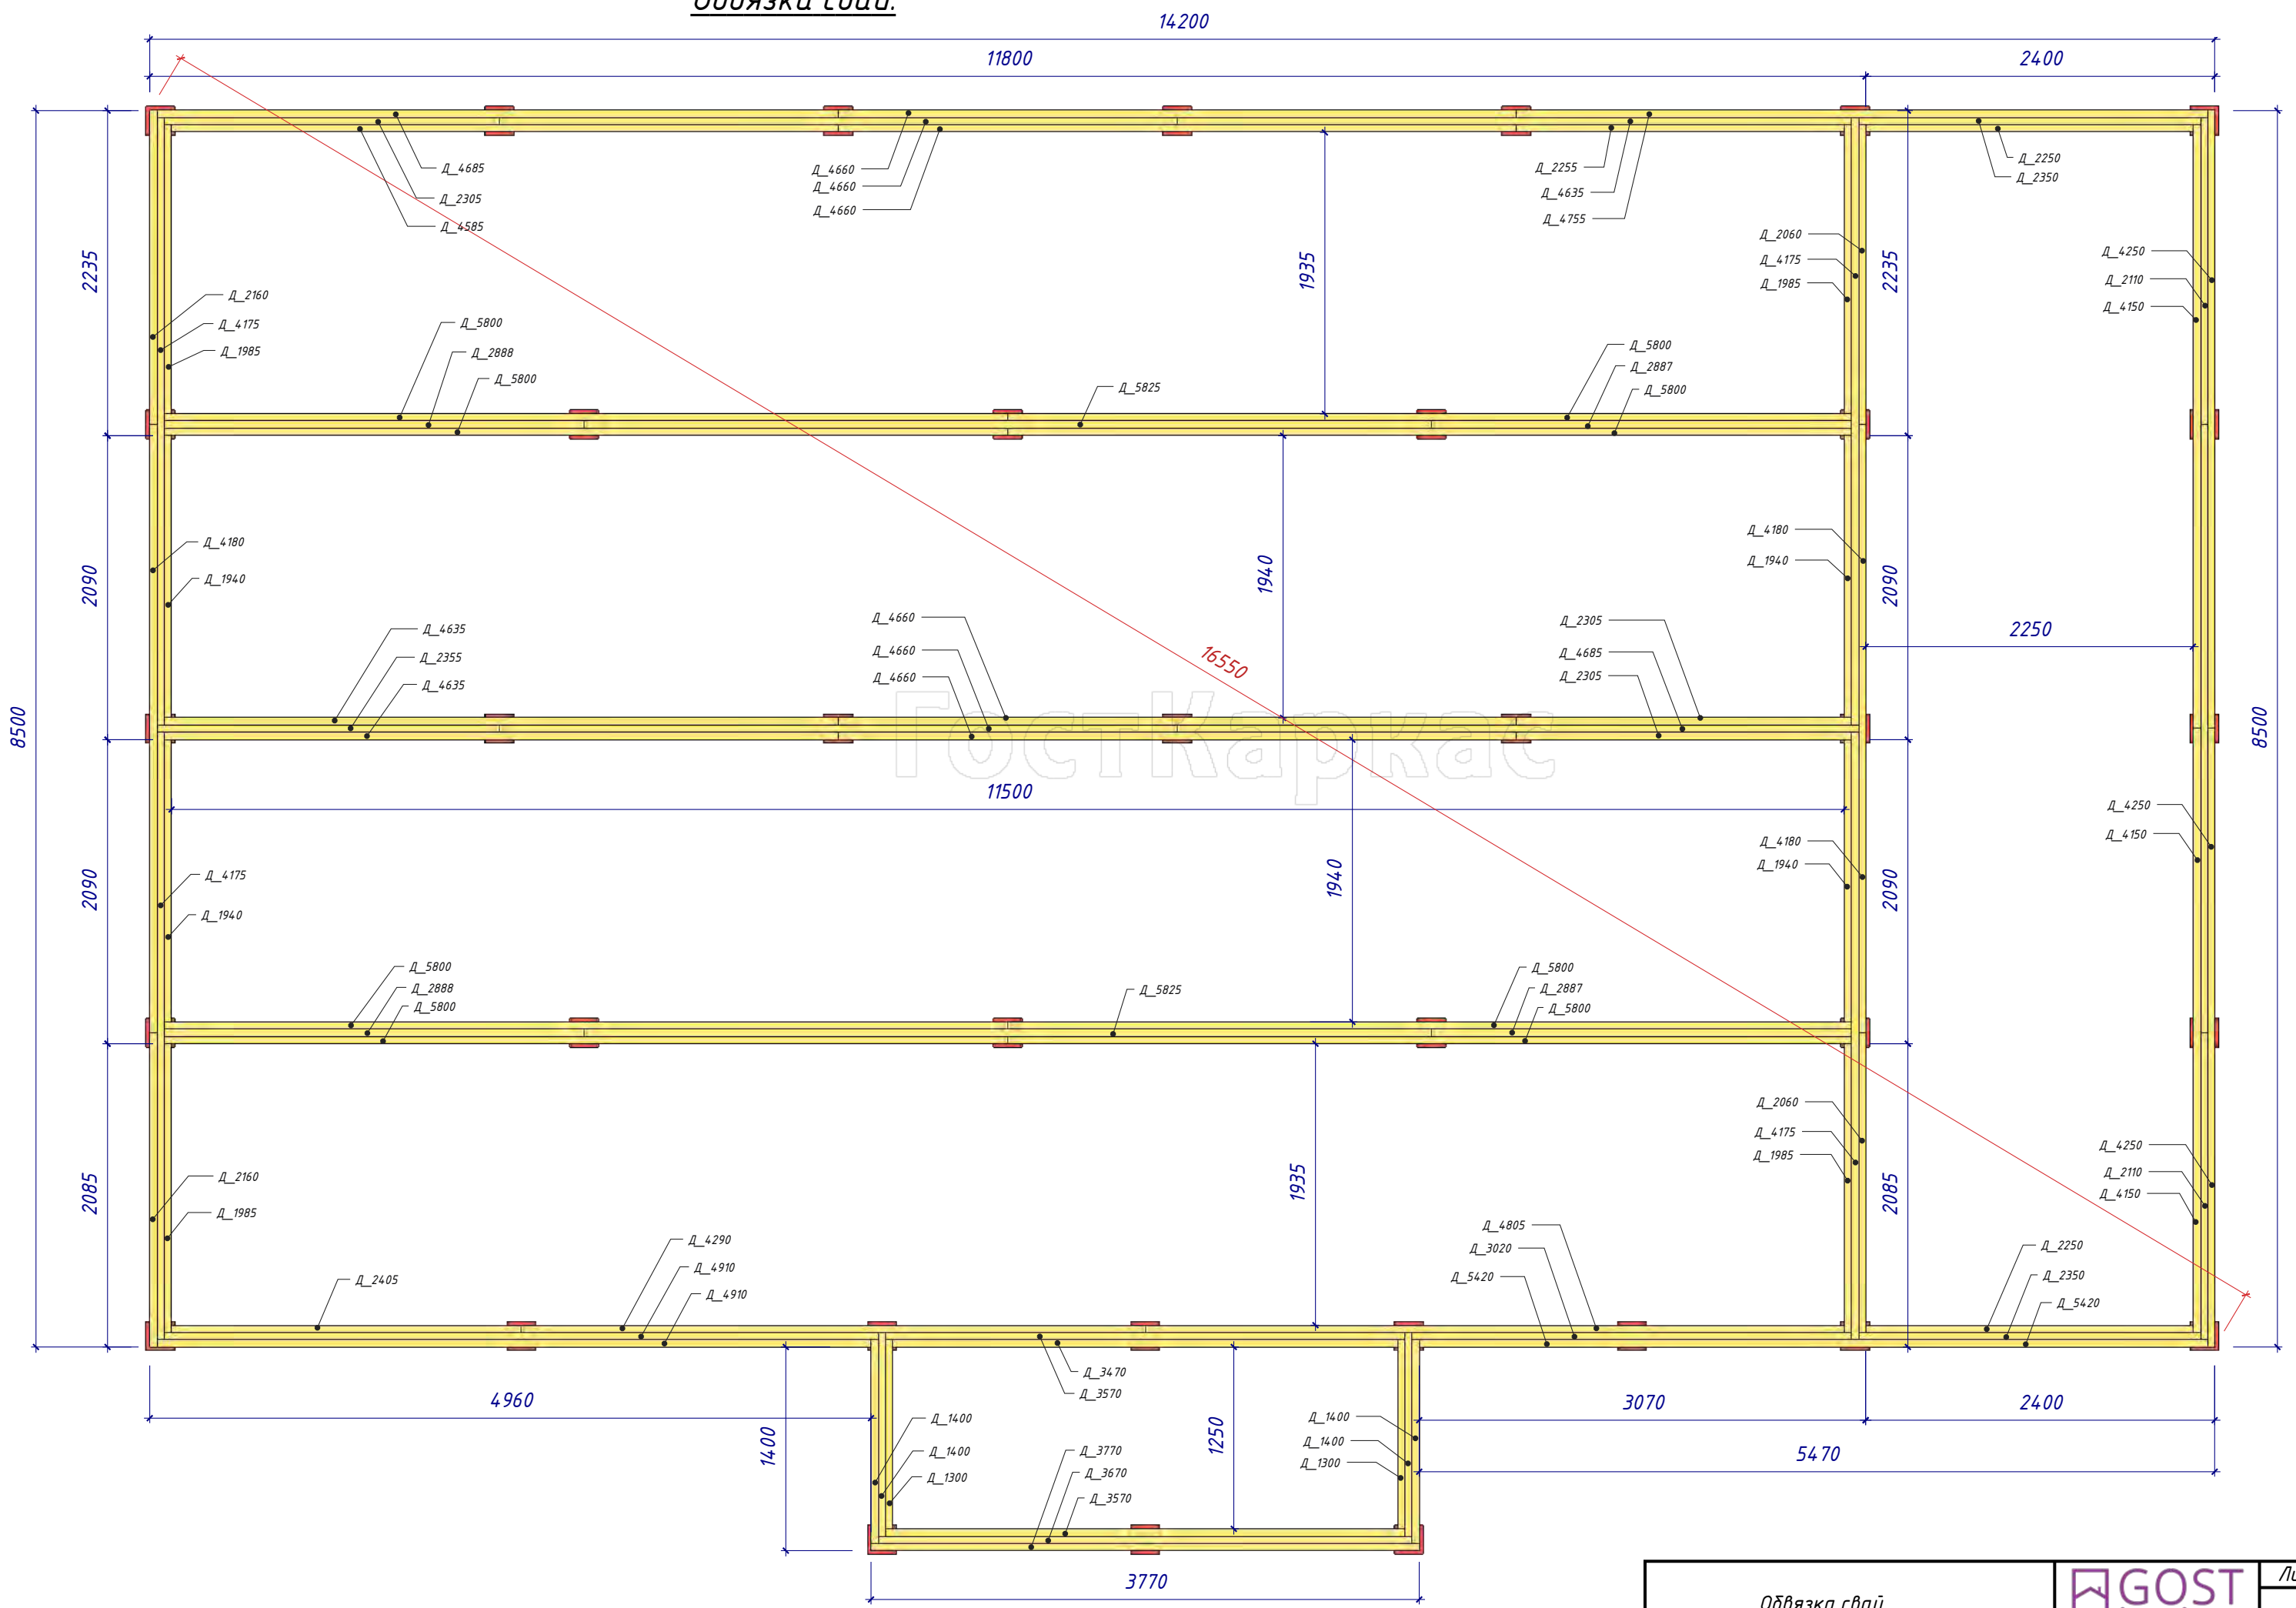 Обвязка свай.
14200
11800
2400
Д_4685
Д_2305
Д_4585
Д_4660
Д_4660
Д_4660
Д_2255
Д_4635
Д_4755
Д_2250
Д_2350
2235
1935
2235
Д_2060
Д_4175
Д_1985
Д_4250
Д_2110
Д_4150
Д_2160
Д_4175
Д_1985
Д_5800
Д_2888
Д_5800
Д_5825
Д_5800
Д_2887
Д_5800
8500
2090
1940
2090
8500
Д_4180
Д_1940
Д_4180
Д_1940
Д_4635
Д_2355
Д_4635
Д_4660
Д_4660
Д_4660
Д_2305
Д_4685
Д_2305
2250
16550
ГостКаркас
11500
2090
1940
2090
Д_4175
Д_1940
Д_4180
Д_1940
Д_4250
Д_4150
Д_5800
Д_2888
Д_5800
Д_5825
Д_5800
Д_2887
Д_5800
2085
1935
2085
Д_2160
Д_1985
Д_2060
Д_4175
Д_1985
Д_4250
Д_2110
Д_4150
Д_2405
Д_4290
Д_4910
Д_4910
Д_4805
Д_3020
Д_5420
Д_2250
Д_2350
Д_5420
Д_3470
Д_3570
4960
3070
2400
5470
1400
1250
Д_1400
Д_1400
Д_1300
Д_1400
Д_1400
Д_1300
Д_3770
Д_3670
Д_3570
3770
Обвязка свай
GOST